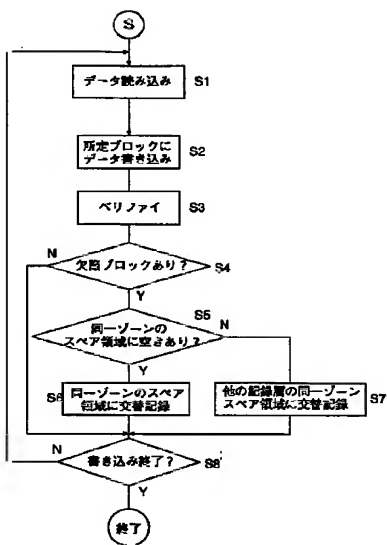 S
データ読み込み S1
所定ブロックに
データ書き込み S2
ベリファイ S3
N
欠陥ブロックあり？ S4
Y
S5
同一ゾーンの
スペア領域に空きあり？
N
Y
S6 同一ゾーンのスペア
領域に交替記録
他の記録層の同一ゾーン
スペア領域に交替記録 S7
N
書き込み終了？ S8
Y
終了